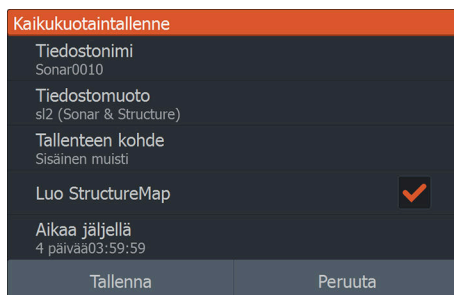 Kaikukuotaintallenne
Tiedostonimi
Sonar0010
Tiedostomuoto
sl2 (Sonar & Structure)
Tallenteen kohde
Sisäinen muisti
Luo StructureMap
Aikaa jäljellä
4 päivää03:59:59
Tallenna
Peruuta